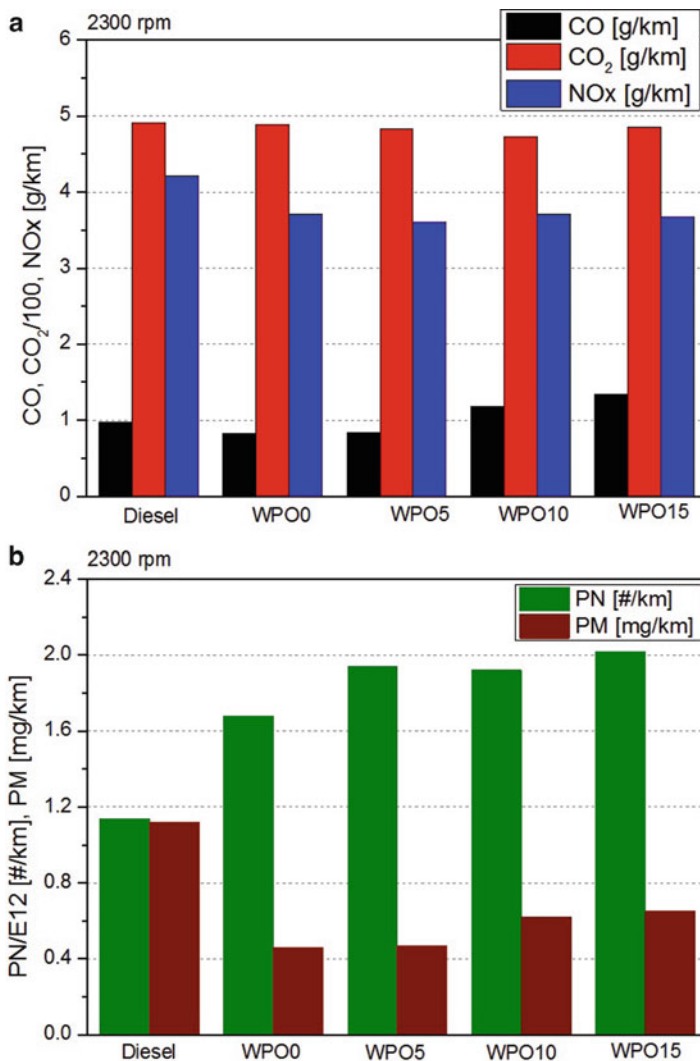 a
2300 rpm
CO [g/km]
CO₂ [g/km]
NOx [g/km]
CO, CO₂/100, NOx [g/km]
6
5
4
3
2
1
0
Diesel WPO0 WPO5 WPO10 WPO15
b
2300 rpm
PN [#/km]
PM [mg/km]
PN/E12 [#/km], PM [mg/km]
2.4
2.0
1.6
1.2
0.8
0.4
0.0
Diesel WPO0 WPO5 WPO10 WPO15